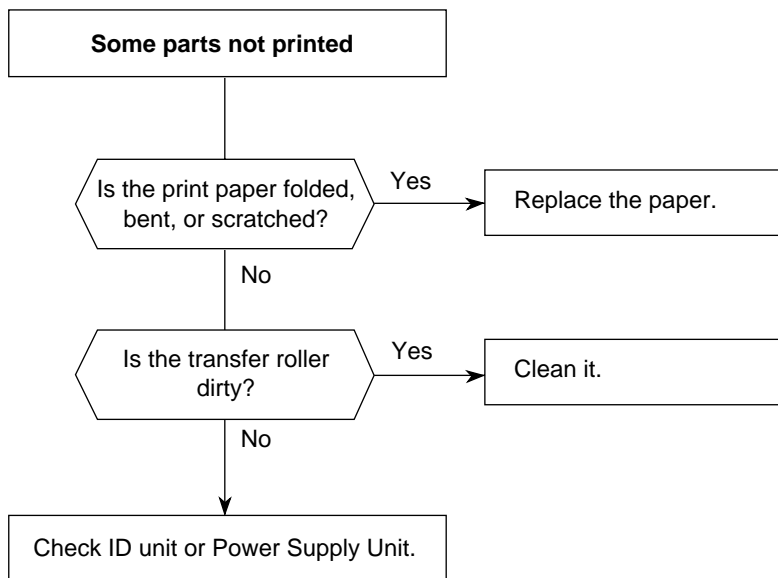 Some parts not printed
Is the print paper folded,
bent, or scratched?
Yes
Replace the paper.
No
Is the transfer roller
dirty?
Yes
Clean it.
No
Check ID unit or Power Supply Unit.